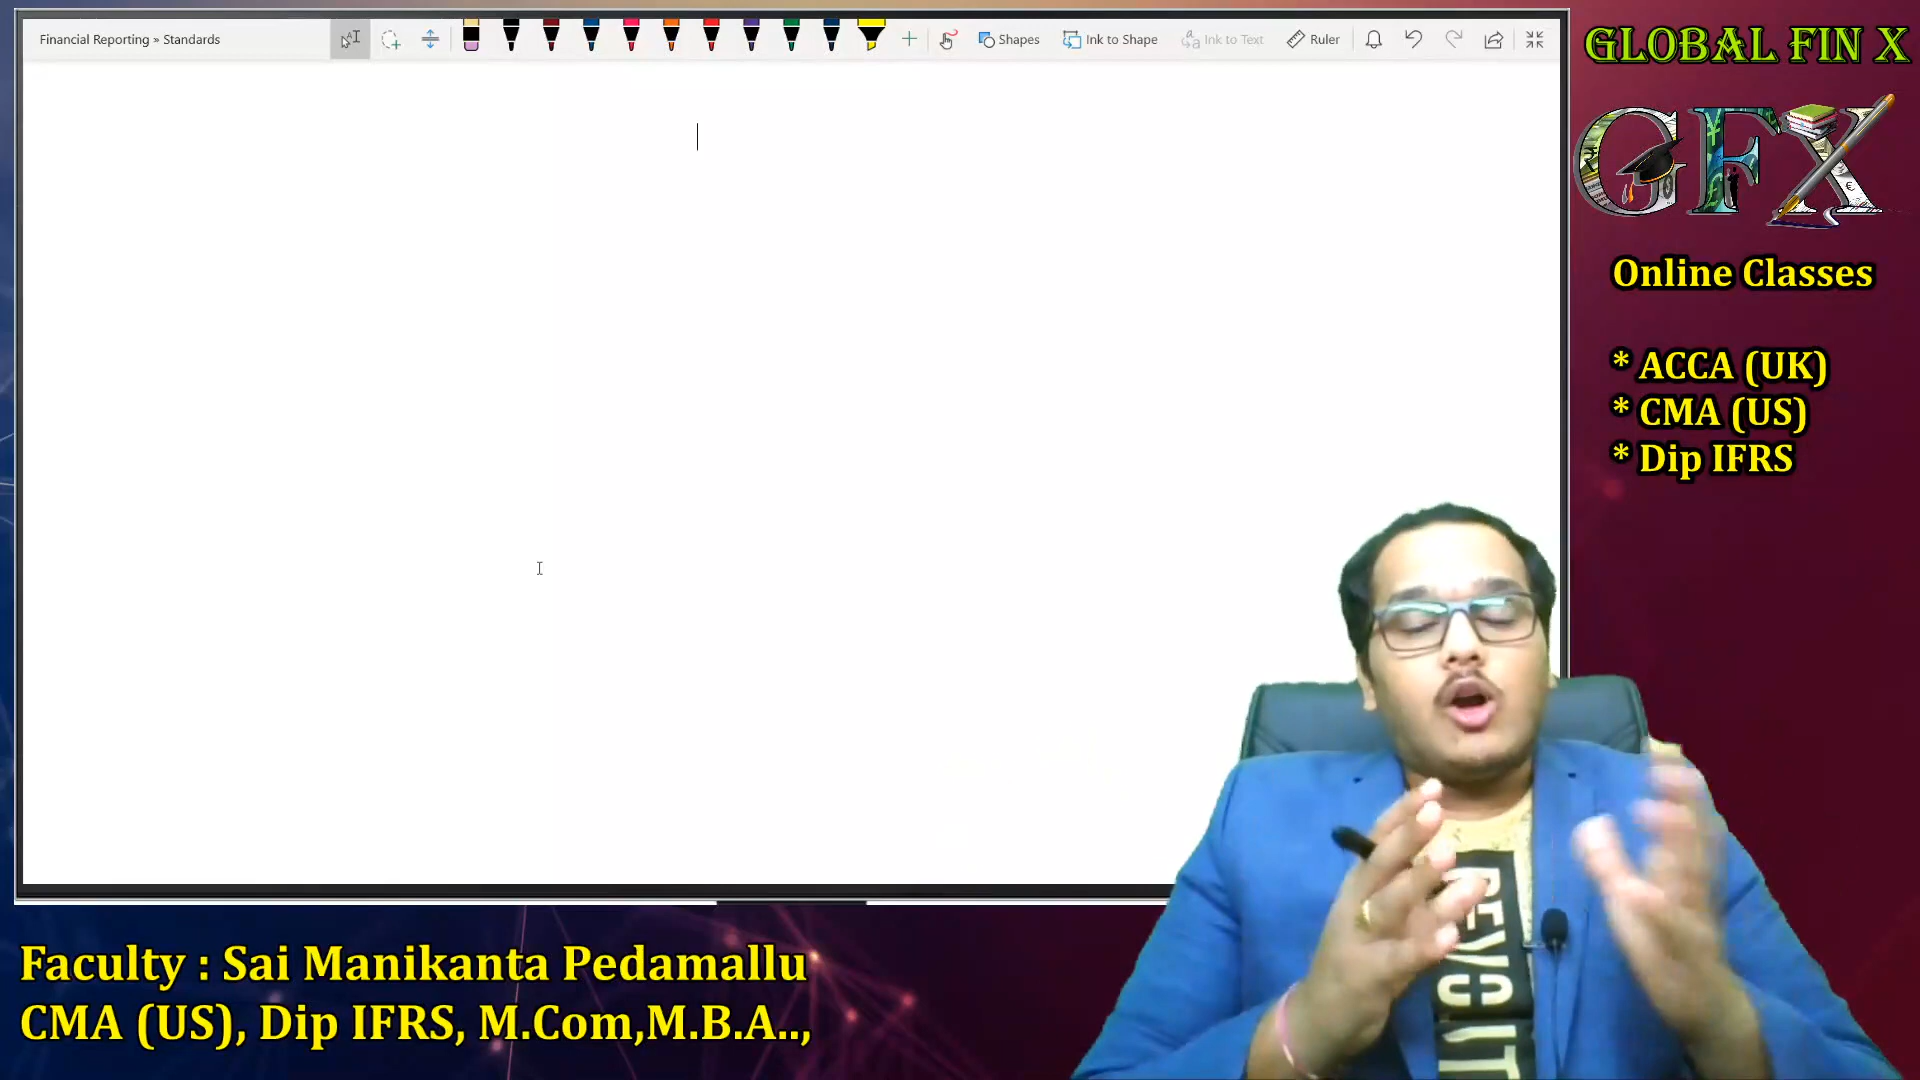 Financial Reporting » Standards
Shapes
Ink to Shape
Ink to Text
Ruler
GLOBAL FIN X
GFX
Online Classes
* ACCA (UK)
* CMA (US)
* Dip IFRS
Faculty : Sai Manikanta Pedamallu
CMA (US), Dip IFRS, M.Com,M.B.A..,